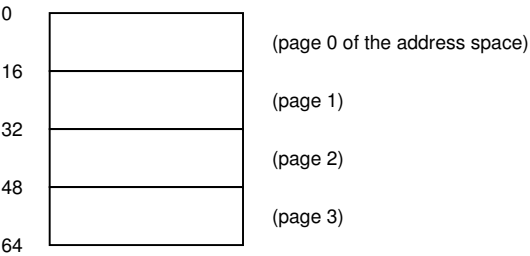 0
(page 0 of the address space)
16
(page 1)
32
(page 2)
48
(page 3)
64